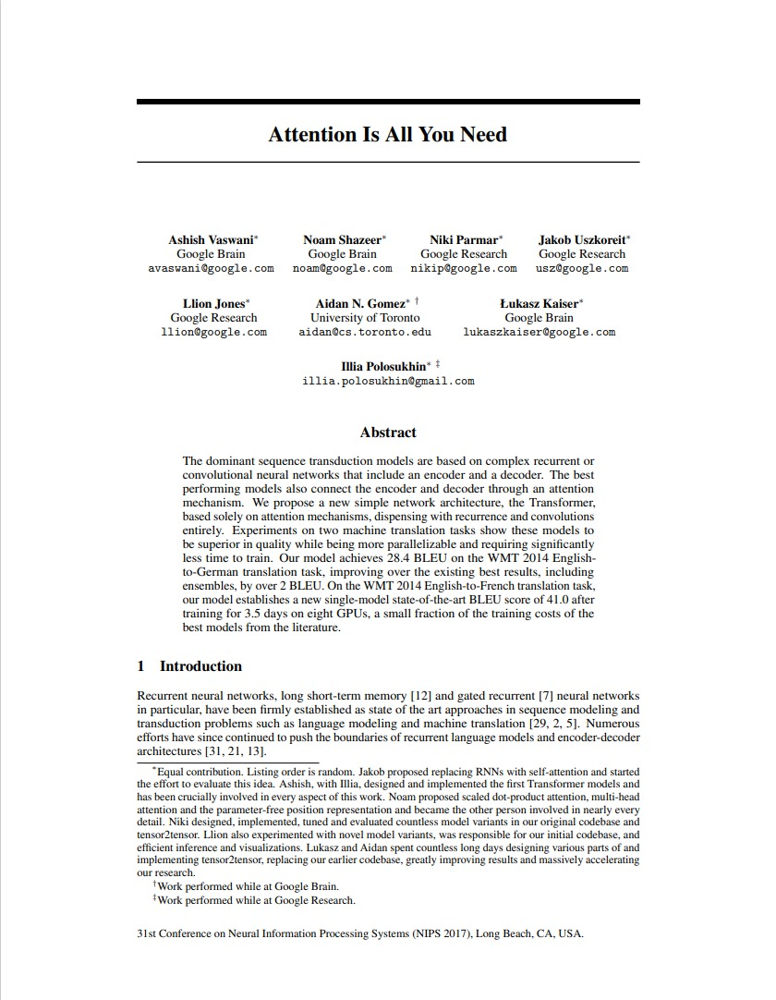 Attention Is All You Need
Ashish Vaswani* Noam Shazeer* Niki Parmar* Jakob Uszkoreit*
Google Brain Google Brain Google Research Google Research
avaswani@google.com noam@google.com nikip@google.com usz@google.com
Llion Jones* Aidan N. Gomez* † Łukasz Kaiser*
Google Research University of Toronto Google Brain
llion@google.com aidan@cs.toronto.edu lukaszkaiser@google.com
Illia Polosukhin* ‡
illia.polosukhin@gmail.com
Abstract
The dominant sequence transduction models are based on complex recurrent or
convolutional neural networks that include an encoder and a decoder. The best
performing models also connect the encoder and decoder through an attention
mechanism. We propose a new simple network architecture, the Transformer,
based solely on attention mechanisms, dispensing with recurrence and convolutions
entirely. Experiments on two machine translation tasks show these models to
be superior in quality while being more parallelizable and requiring significantly
less time to train. Our model achieves 28.4 BLEU on the WMT 2014 English-
to-German translation task, improving over the existing best results, including
ensembles, by over 2 BLEU. On the WMT 2014 English-to-French translation task,
our model establishes a new single-model state-of-the-art BLEU score of 41.0 after
training for 3.5 days on eight GPUs, a small fraction of the training costs of the
best models from the literature.
1 Introduction
Recurrent neural networks, long short-term memory [12] and gated recurrent [7] neural networks
in particular, have been firmly established as state of the art approaches in sequence modeling and
transduction problems such as language modeling and machine translation [29, 2, 5]. Numerous
efforts have since continued to push the boundaries of recurrent language models and encoder-decoder
architectures [31, 21, 13].
*Equal contribution. Listing order is random. Jakob proposed replacing RNNs with self-attention and started
the effort to evaluate this idea. Ashish, with Illia, designed and implemented the first Transformer models and
has been crucially involved in every aspect of this work. Noam proposed scaled dot-product attention, multi-head
attention and the parameter-free position representation and became the other person involved in nearly every
detail. Niki designed, implemented, tuned and evaluated countless model variants in our original codebase and
tensor2tensor. Llion also experimented with novel model variants, was responsible for our initial codebase, and
efficient inference and visualizations. Lukasz and Aidan spent countless long days designing various parts of and
implementing tensor2tensor, replacing our earlier codebase, greatly improving results and massively accelerating
our research.
†Work performed while at Google Brain.
‡Work performed while at Google Research.
31st Conference on Neural Information Processing Systems (NIPS 2017), Long Beach, CA, USA.